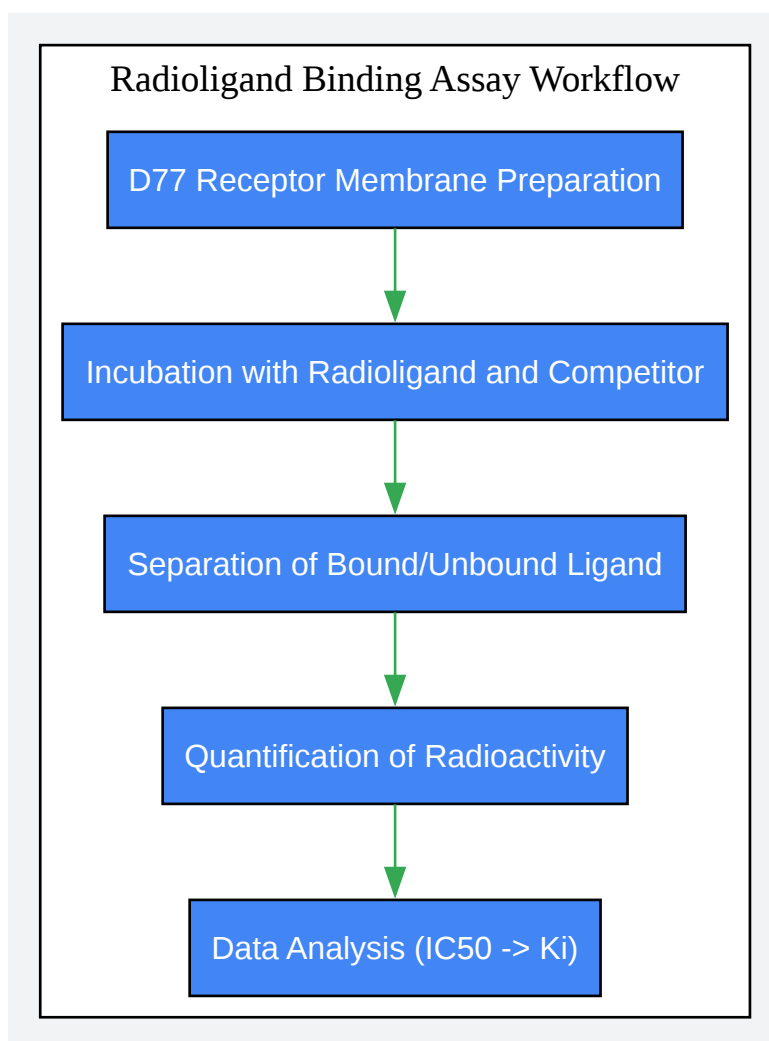 Radioligand Binding Assay Workflow
D77 Receptor Membrane Preparation
Incubation with Radioligand and Competitor
Separation of Bound/Unbound Ligand
Quantification of Radioactivity
Data Analysis (IC50 -> Ki)